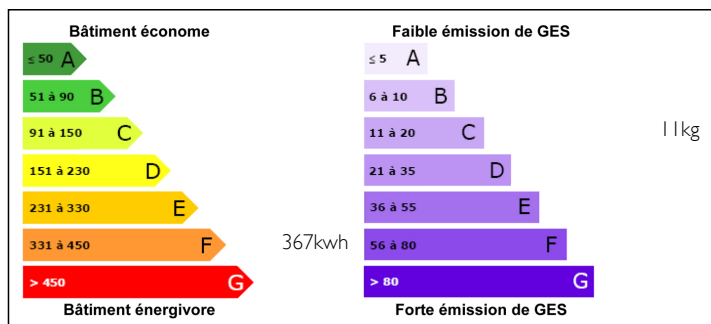 Bâtiment économe
≤ 50 A
51 à 90 B
91 à 150 C
151 à 230 D
231 à 330 E
331 à 450 F
367kwh
> 450 G
Bâtiment énergivore
Faible émission de GES
≤ 5 A
6 à 10 B
11 à 20 C
11kg
21 à 35 D
36 à 55 E
56 à 80 F
> 80 G
Forte émission de GES